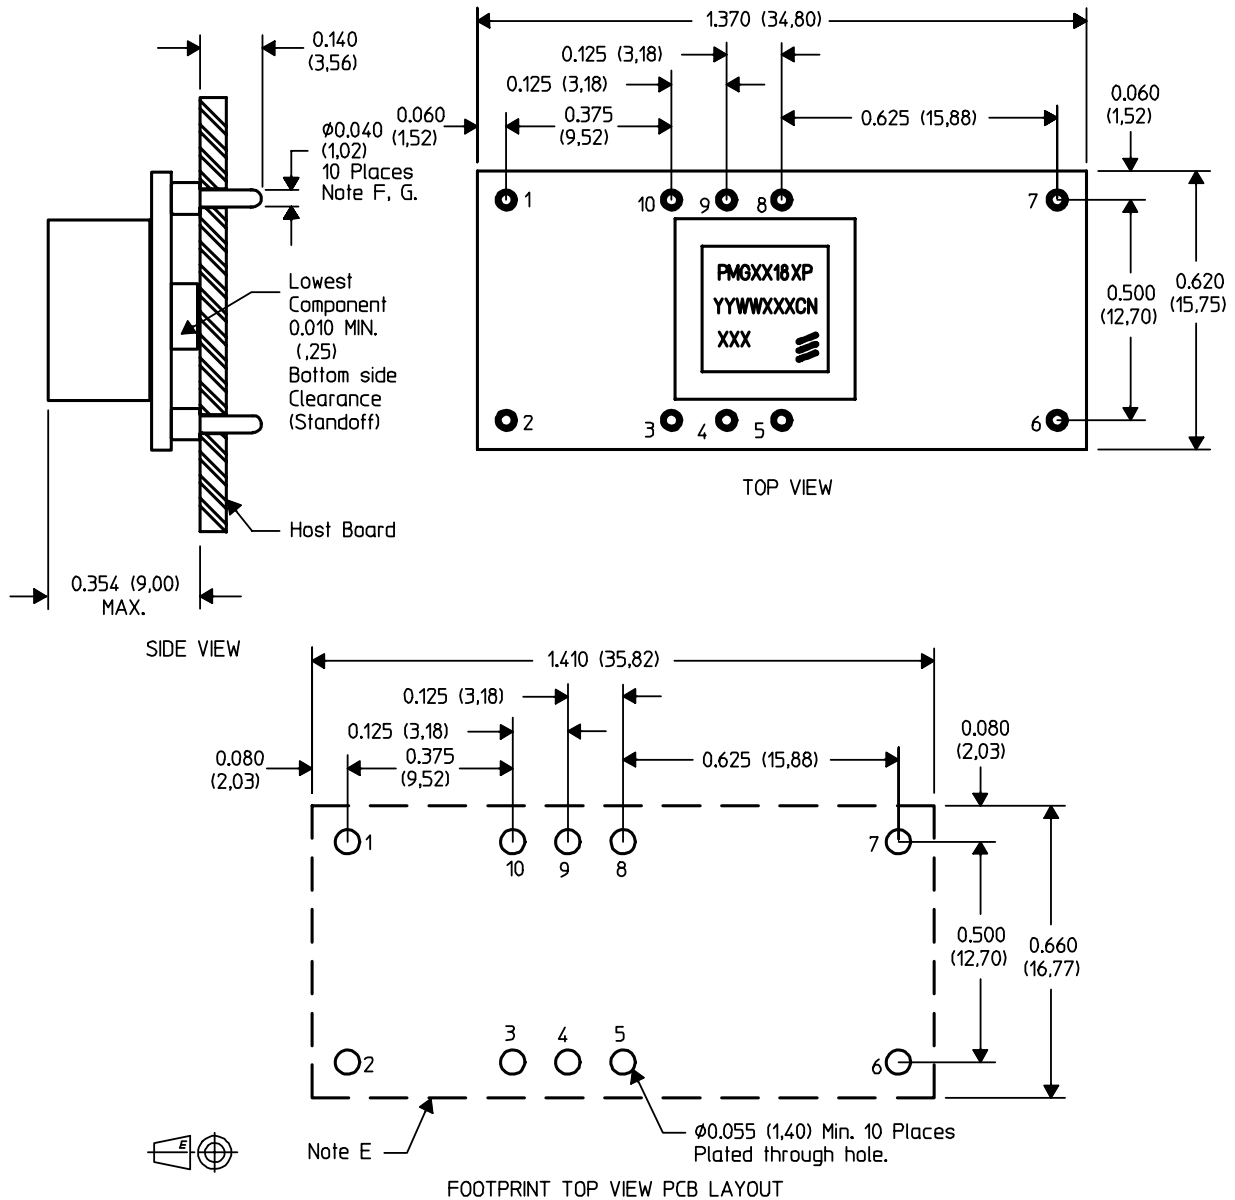 0.140
(3,56)
Ø0.040
(1,02)
10 Places
Note F, G.
Lowest
Component
0.010 MIN.
(,25)
Bottom side
Clearance
(Standoff)
Host Board
0.354 (9,00)
MAX.
SIDE VIEW
1.370 (34,80)
0.125 (3,18)
0.125 (3,18)
0.060
(1,52)
0.375
(9,52)
0.625 (15,88)
0.060
(1,52)
1
10
9
8
7
PMGXX18XP
YYWWXXXCN
XXX
0.500
(12,70)
0.620
(15,75)
2
3
4
5
6
TOP VIEW
1.410 (35,82)
0.125 (3,18)
0.125 (3,18)
0.080
(2,03)
0.375
(9,52)
0.625 (15,88)
0.080
(2,03)
1
10
9
8
7
0.500
(12,70)
0.660
(16,77)
2
3
4
5
6
E
Note E
Ø0.055 (1,40) Min. 10 Places
Plated through hole.
FOOTPRINT TOP VIEW PCB LAYOUT